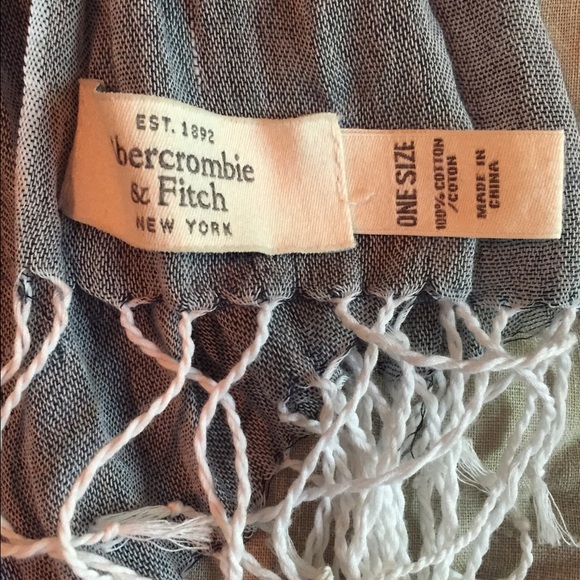 EST. 1892
Abercrombie
& Fitch
NEW YORK
ONE SIZE
100% COTTON
/COTON
MADE IN
CHINA